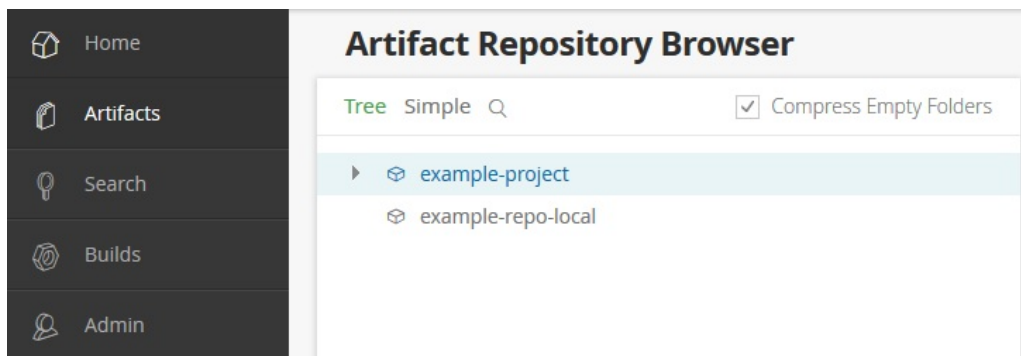 Home
Artifacts
Search
Builds
Admin
Artifact Repository Browser
Tree Simple Compress Empty Folders
example-project
example-repo-local